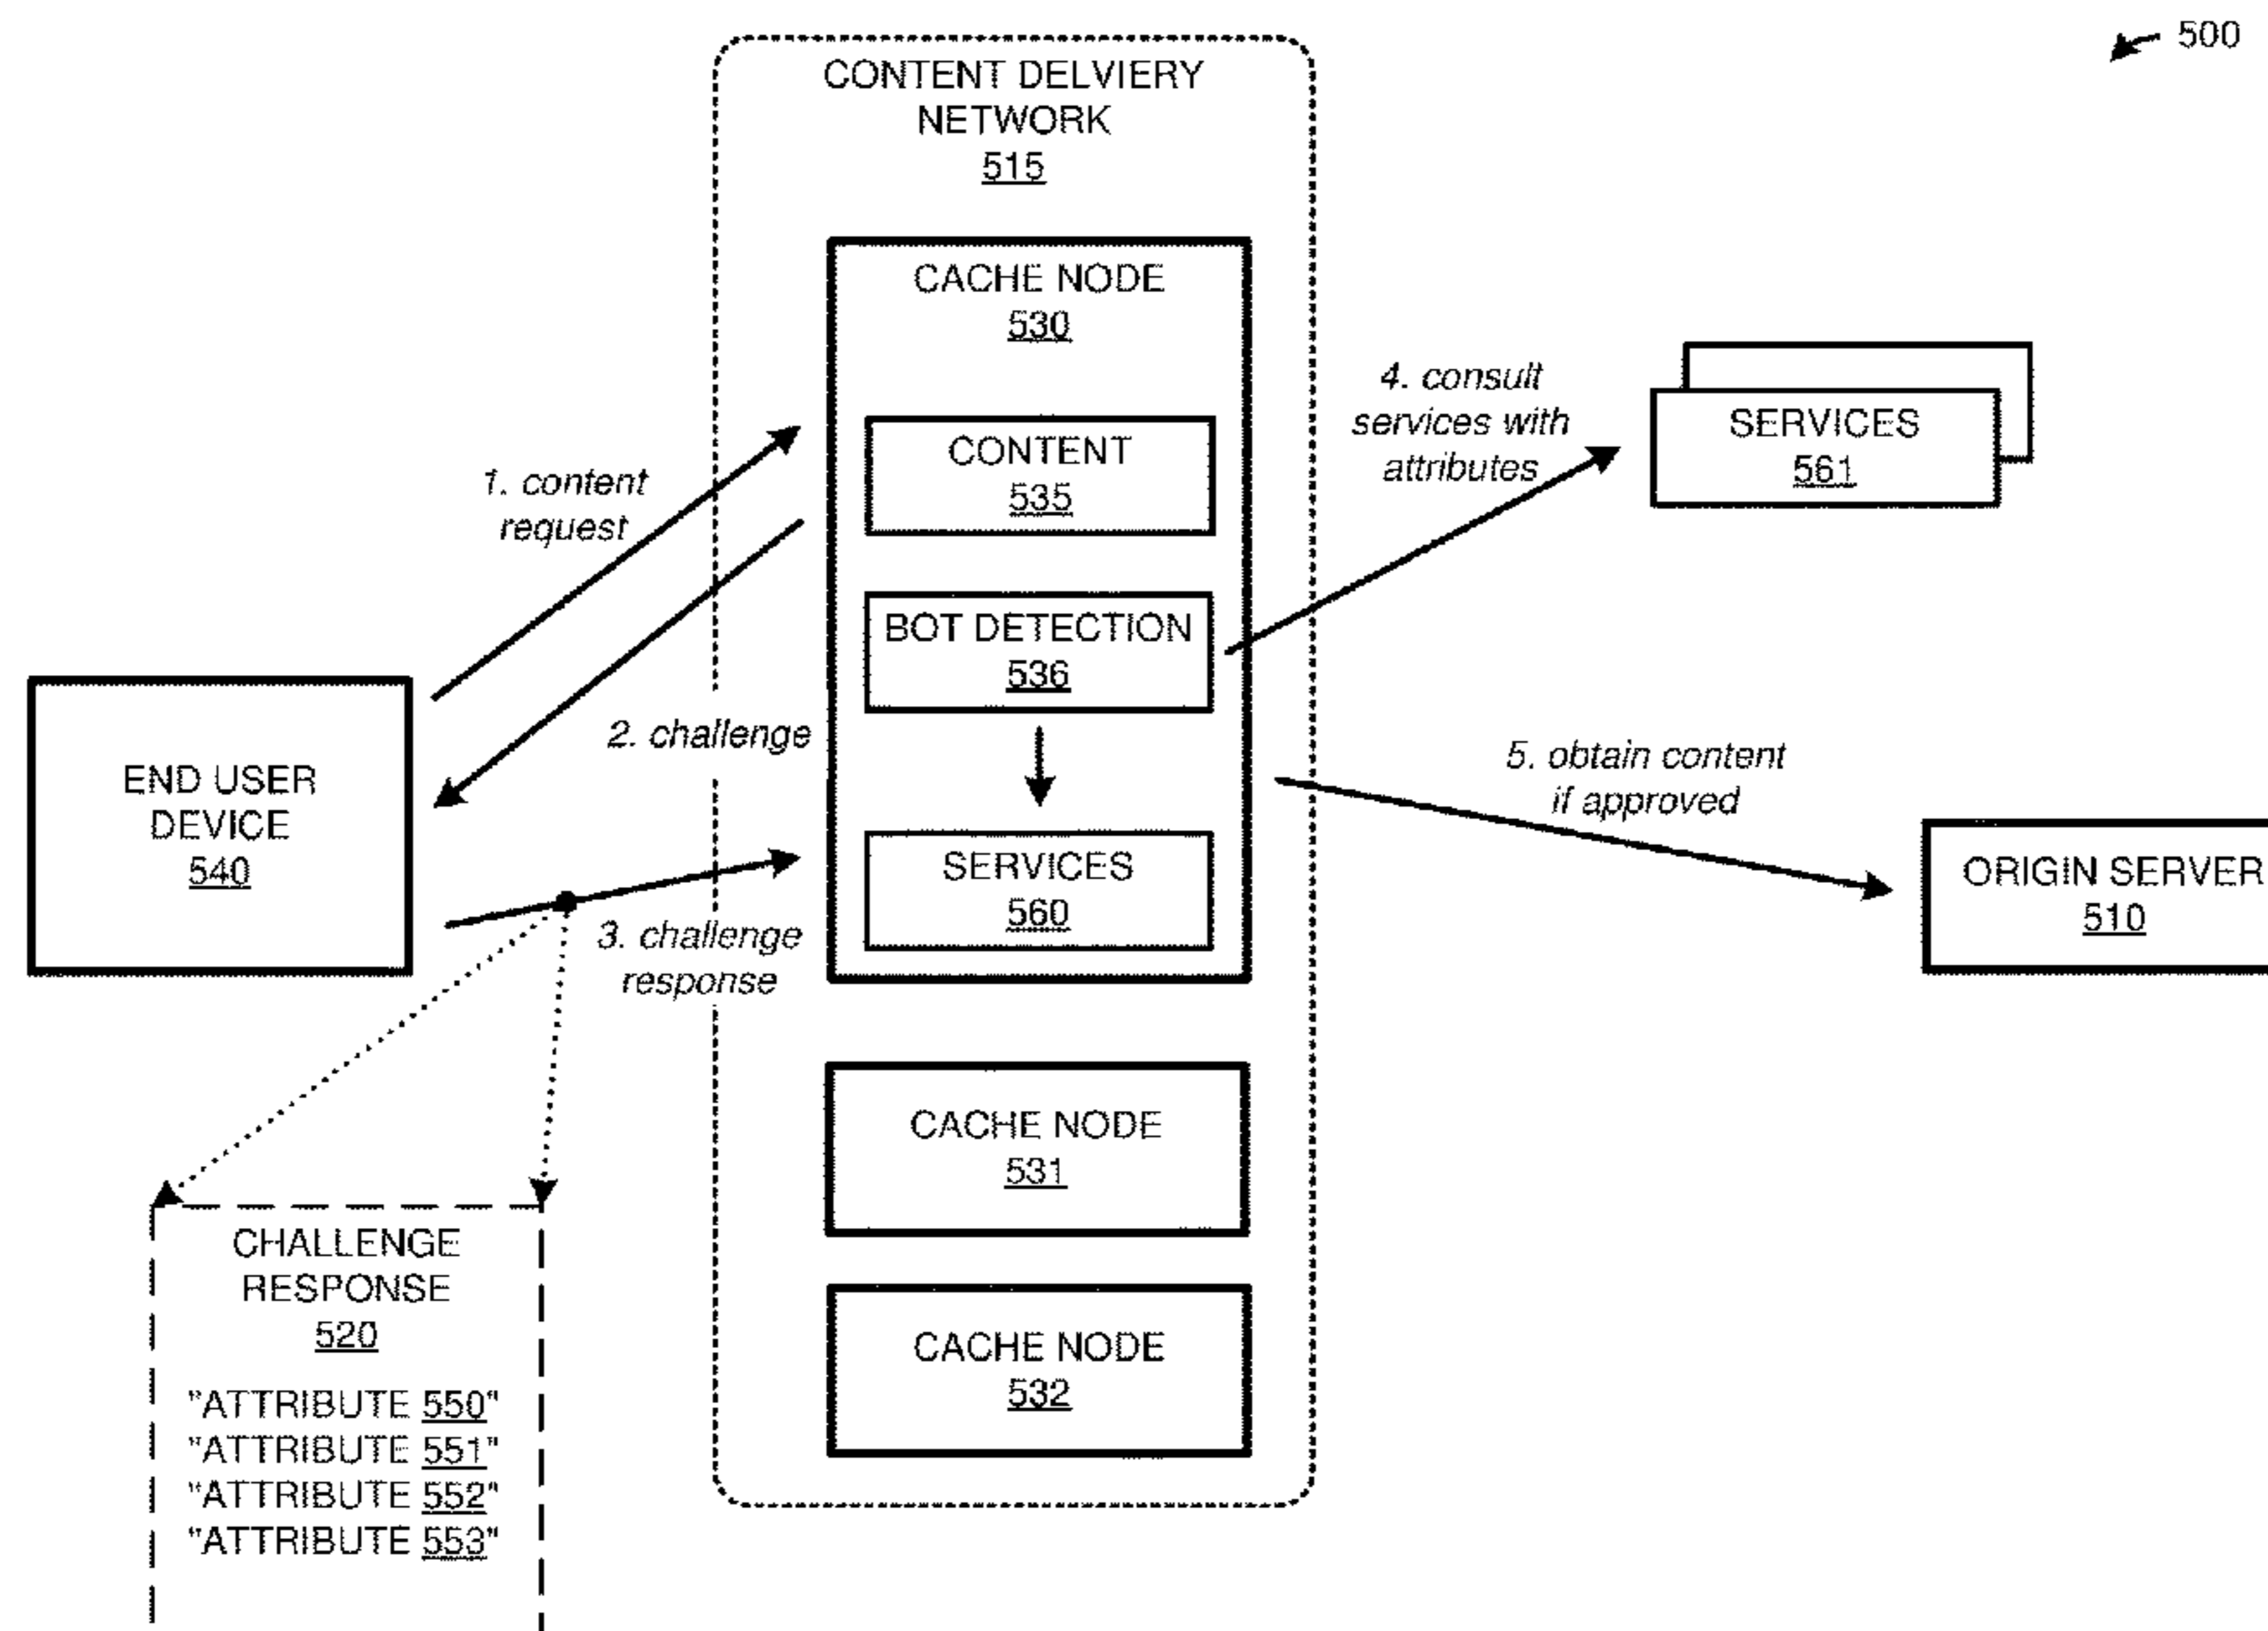 500
CONTENT DELVIERY
NETWORK
515
CACHE NODE
530
CONTENT
535
BOT DETECTION
536
SERVICES
560
CACHE NODE
531
CACHE NODE
532
1. content
request
2. challenge
3. challenge
response
4. consult
services with
attributes
5. obtain content
if approved
SERVICES
561
ORIGIN SERVER
510
END USER
DEVICE
540
CHALLENGE
RESPONSE
520
"ATTRIBUTE 550"
"ATTRIBUTE 551"
"ATTRIBUTE 552"
"ATTRIBUTE 553"